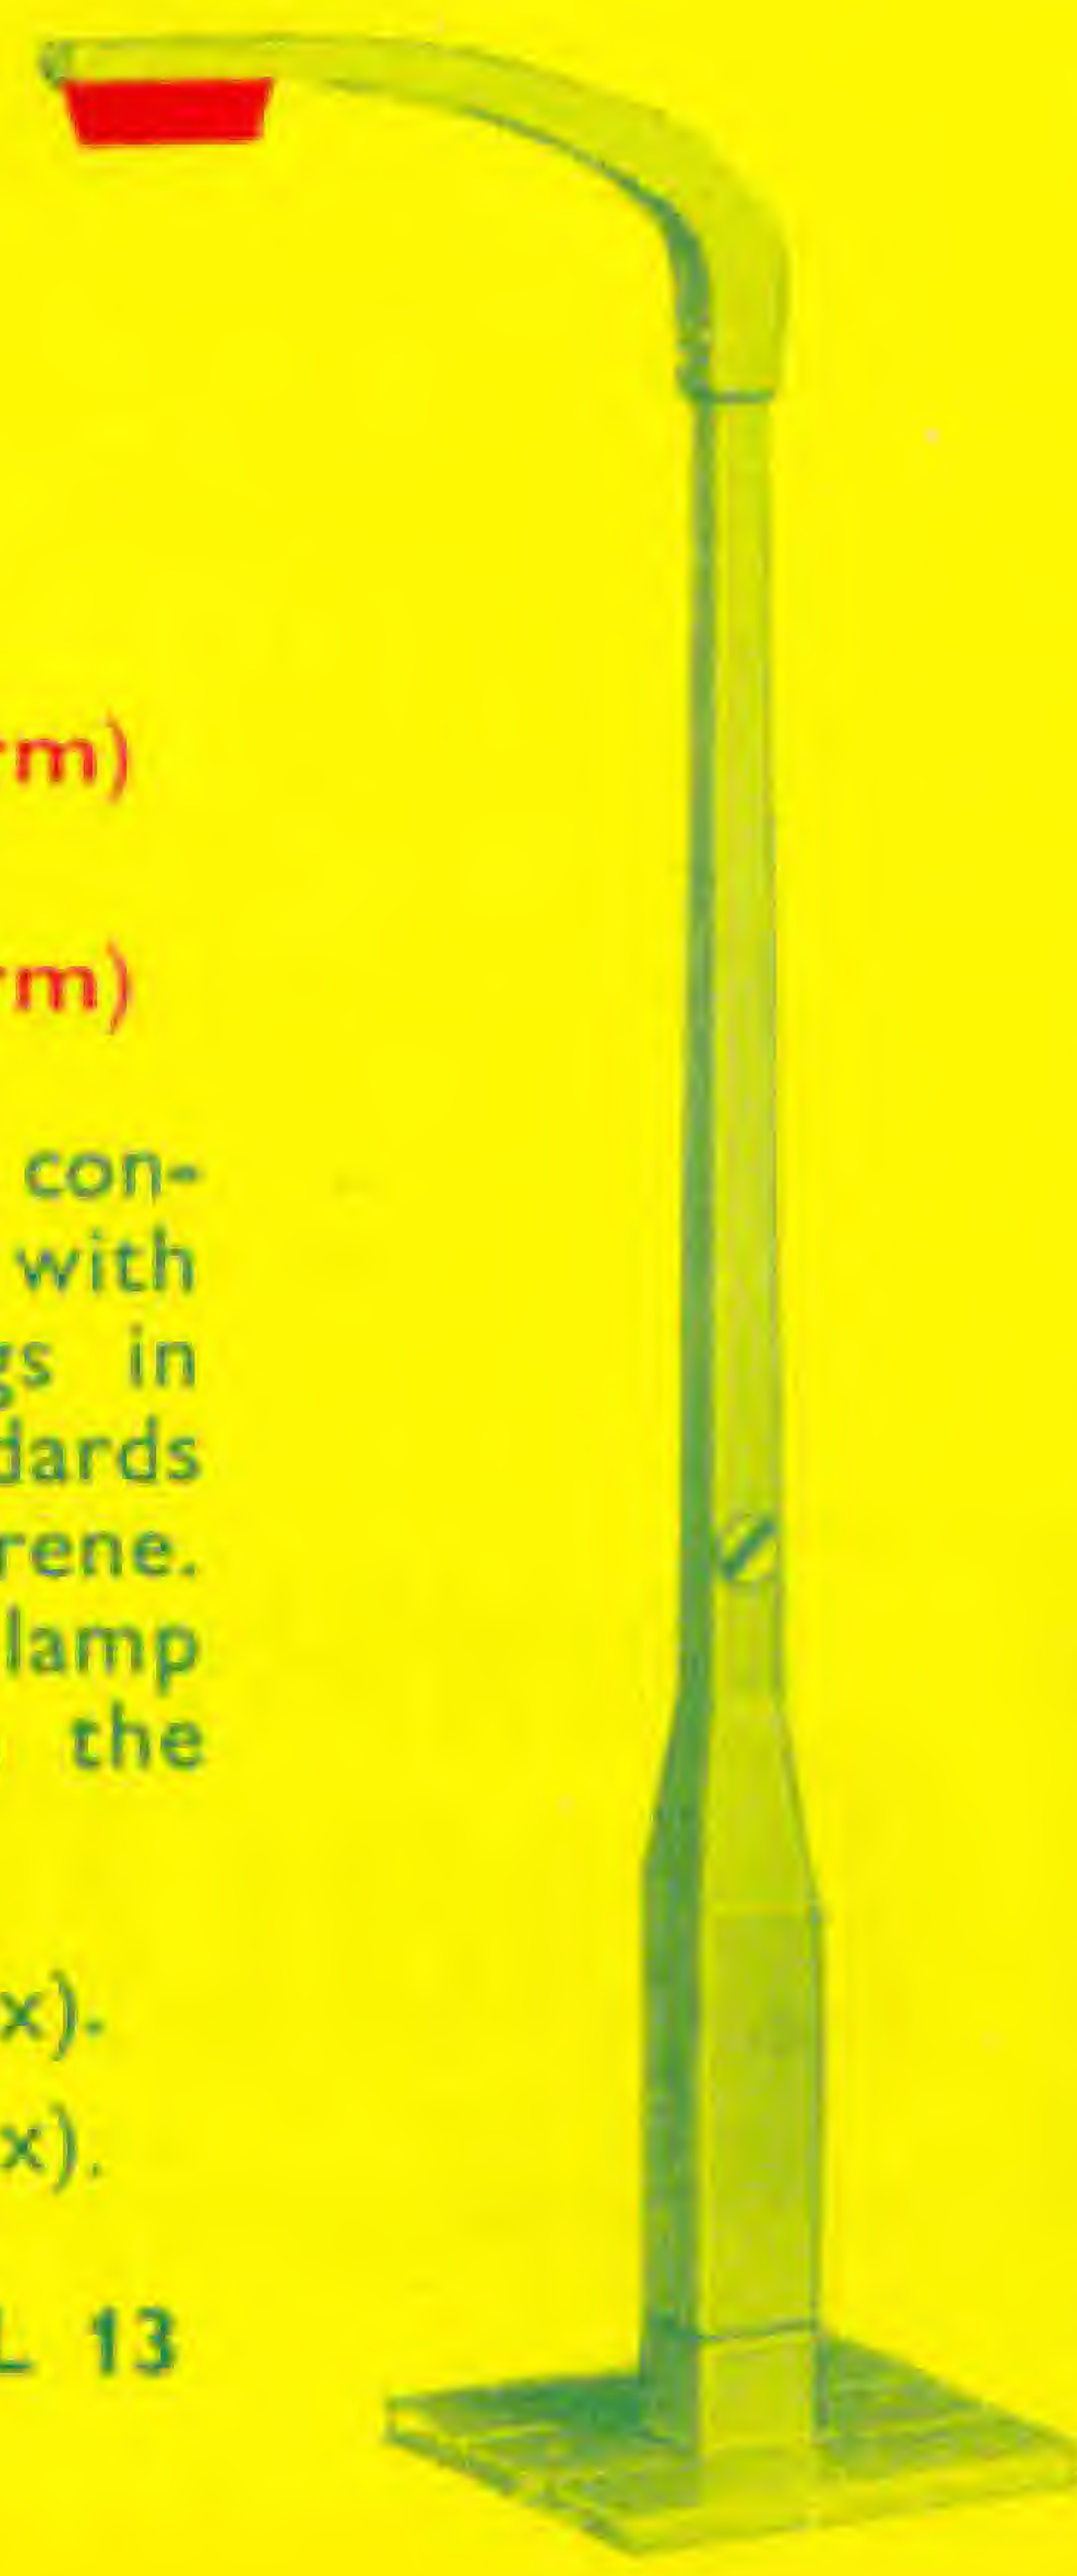 rm)
rm)
con-
with
gs in
dards
rene.
lamp
the
x).
x).
L 13